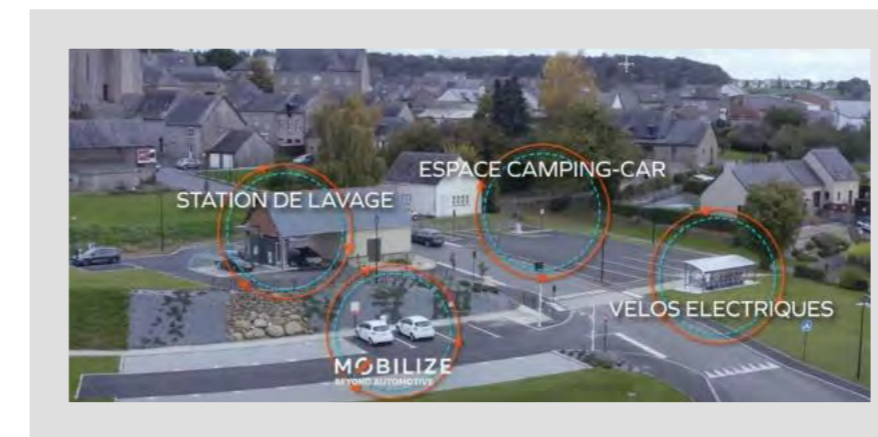 ESPACE CAMPING-CAR
STATION DE LAVAGE
VELOS ELECTRIQUES
MOBILIZE
BEYOND AUTOMOTIVE